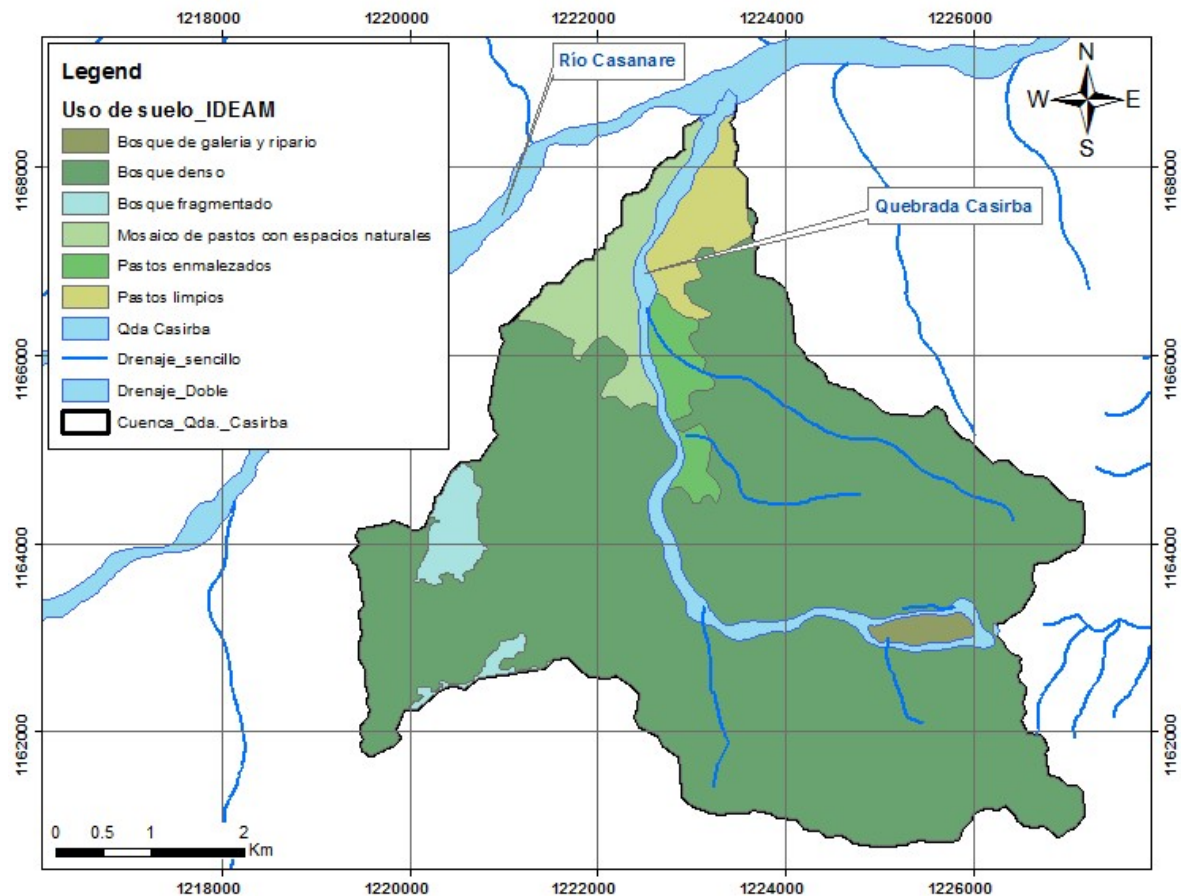 1218000
1220000
1222000
1224000
1226000
Legend
Uso de suelo_IDEAM
Bosque de galeria y ripario
Bosque denso
Bosque fragmentado
Mosaico de pastos con espacios naturales
Pastos enmalezados
Pastos limpios
Qda Casirba
Drenaje_sencillo
Drenaje_Doble
Cuenca_Qda._Casirba
Río Casanare
Quebrada Casirba
N
W
E
S
1168000
1166000
1164000
1162000
1168000
1166000
1164000
1162000
0 0.5 1 2
Km
1218000
1220000
1222000
1224000
1226000